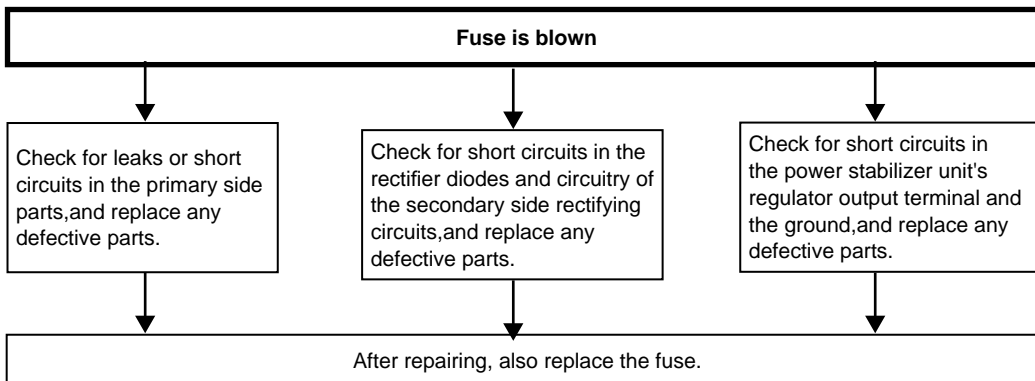 Fuse is blown
Check for leaks or short
circuits in the primary side
parts,and replace any
defective parts.
Check for short circuits in the
rectifier diodes and circuitry of
the secondary side rectifying
circuits,and replace any
defective parts.
Check for short circuits in
the power stabilizer unit's
regulator output terminal and
the ground,and replace any
defective parts.
After repairing, also replace the fuse.